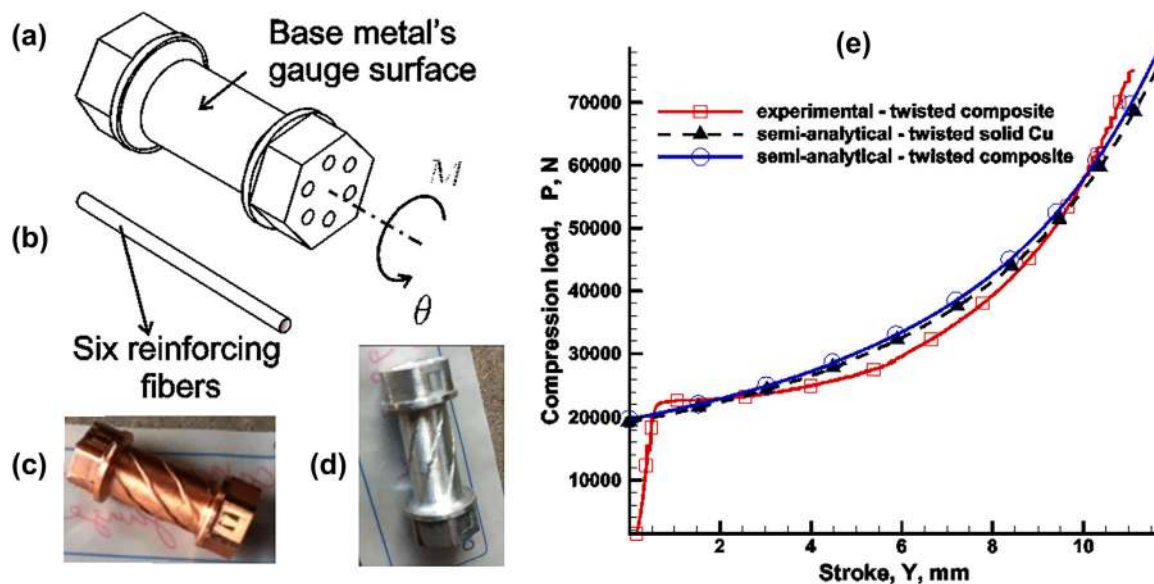 (a)
Base metal's
gauge surface
M
θ
(b)
Six reinforcing
fibers
(c)
(d)
(e)
experimental - twisted composite
semi-analytical - twisted solid Cu
semi-analytical - twisted composite
Compression load, P, N
70000
60000
50000
40000
30000
20000
10000
2
4
6
8
10
Stroke, Y, mm